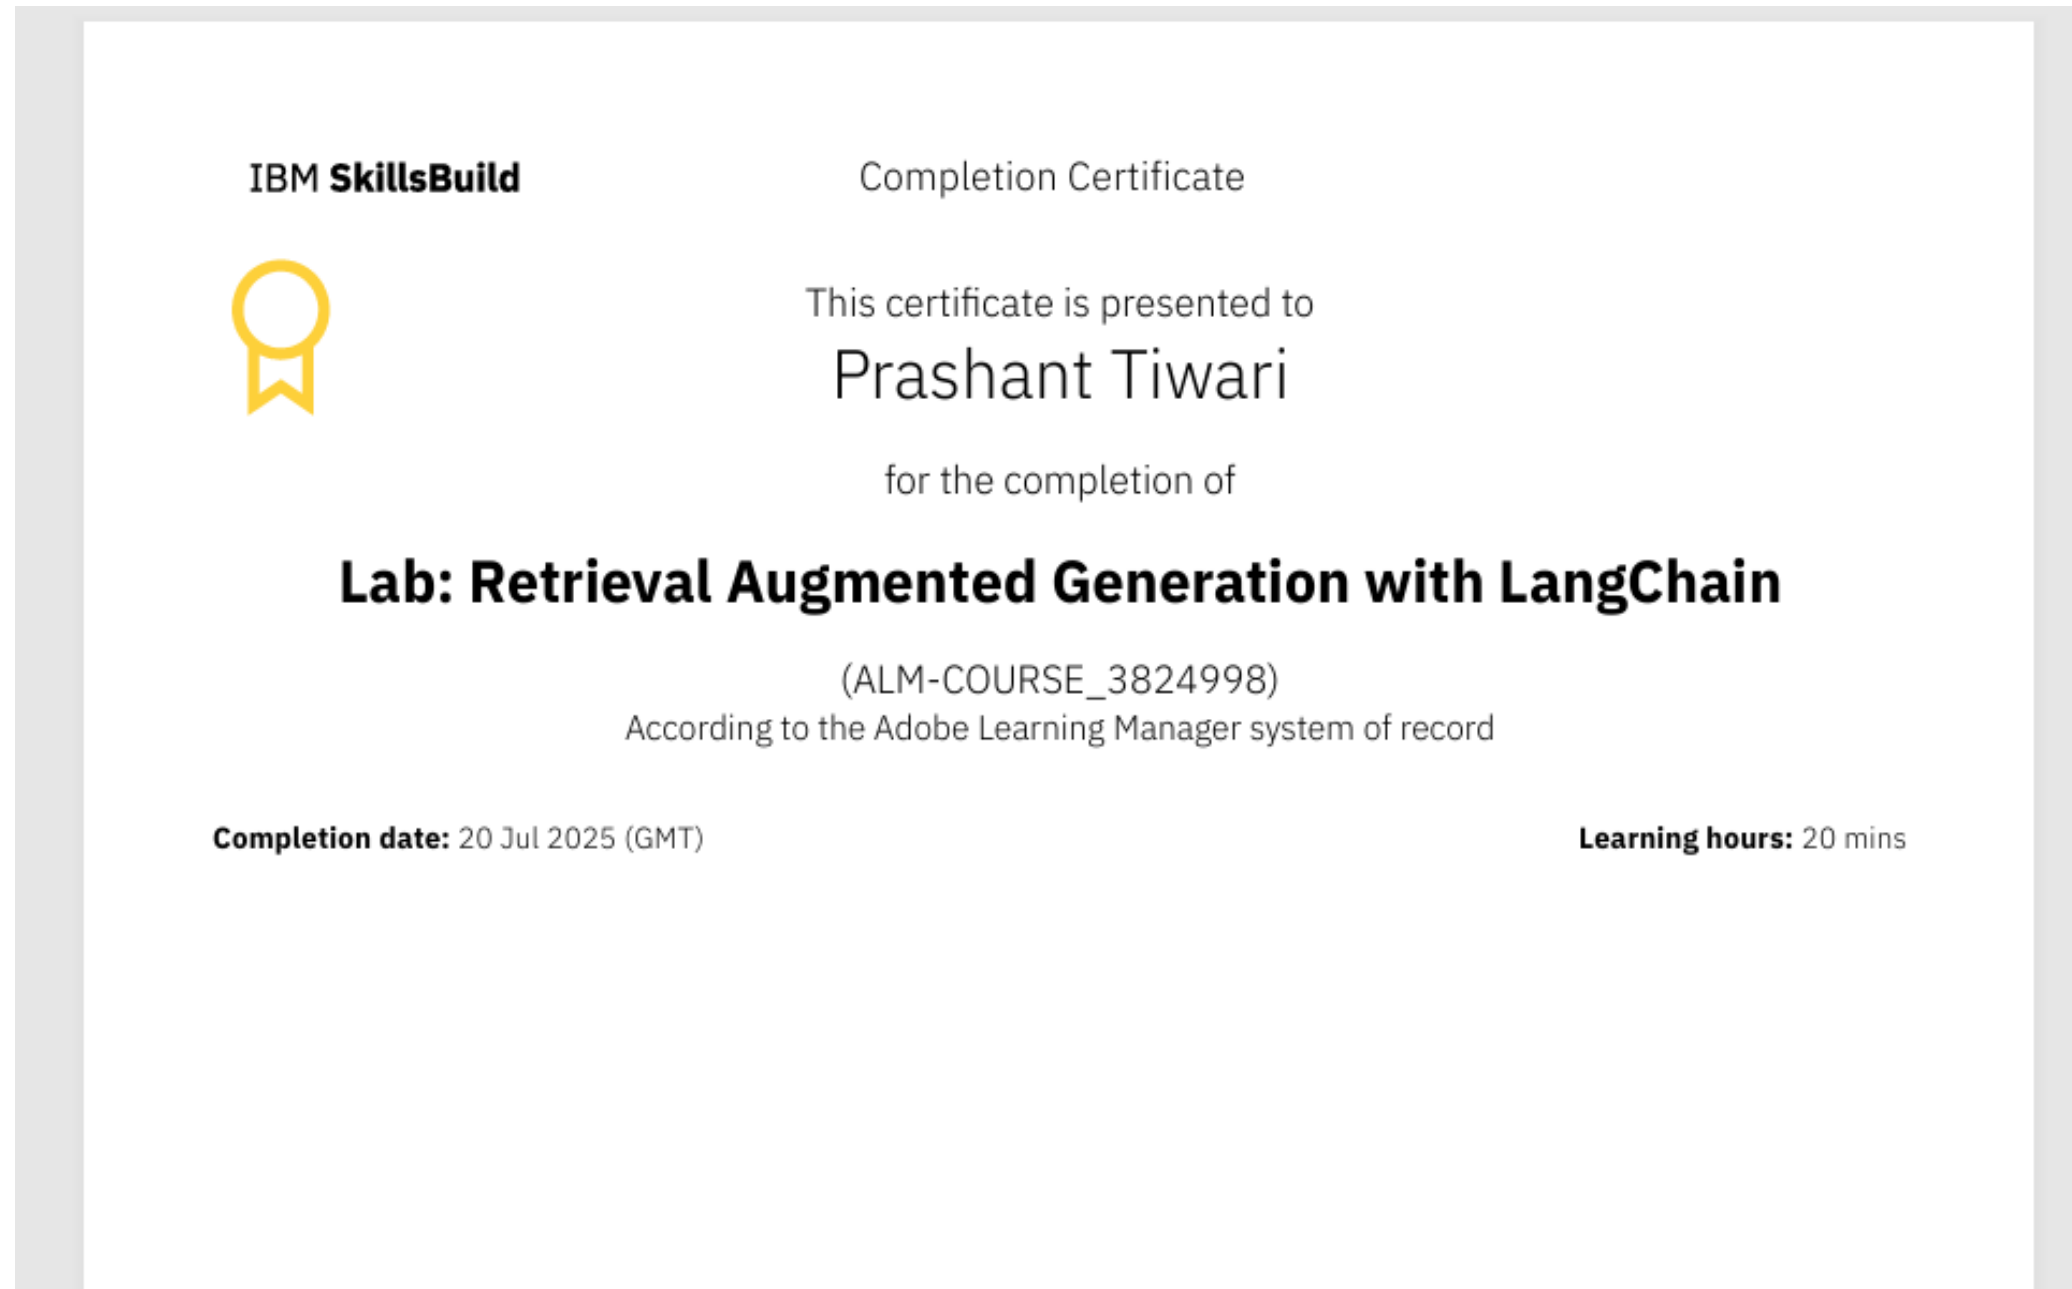 IBM SkillsBuild
Completion Certificate
This certificate is presented to
Prashant Tiwari
for the completion of
Lab: Retrieval Augmented Generation with LangChain
(ALM-COURSE_3824998)
According to the Adobe Learning Manager system of record
Completion date: 20 Jul 2025 (GMT)
Learning hours: 20 mins